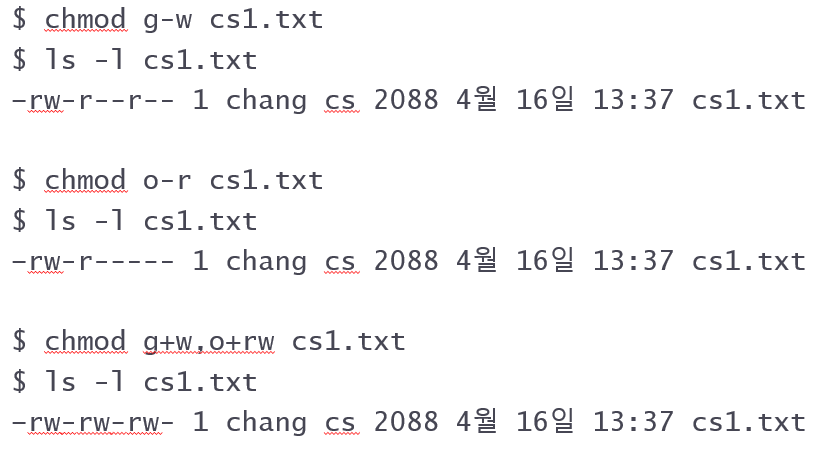 $ chmod g-w cs1.txt
$ ls -l cs1.txt
-rw-r--r-- 1 chang cs 2088 4월 16일 13:37 cs1.txt
$ chmod o-r cs1.txt
$ ls -l cs1.txt
-rw-r----- 1 chang cs 2088 4월 16일 13:37 cs1.txt
$ chmod g+w,o+rw cs1.txt
$ ls -l cs1.txt
-rw-rw-rw- 1 chang cs 2088 4월 16일 13:37 cs1.txt